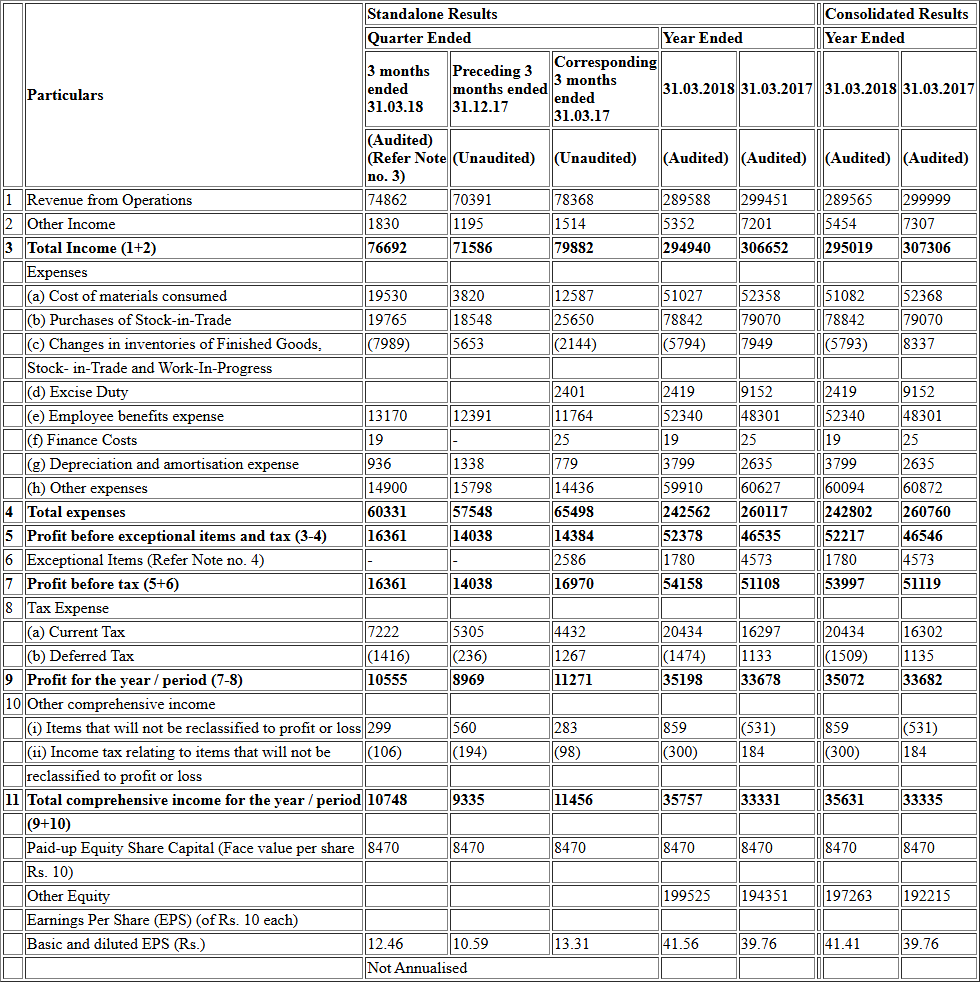 Standalone Results Consolidated Results
Quarter Ended Year Ended Year Ended
Particulars
3 months ended 31.03.18 Preceding 3 months ended 31.12.17 Corresponding 3 months ended 31.03.17 31.03.2018 31.03.2017 31.03.2018 31.03.2017
(Audited) (Refer Note no. 3) (Unaudited) (Unaudited) (Audited) (Audited) (Audited) (Audited)
1 Revenue from Operations 74862 70391 78368 289588 299451 289565 299999
2 Other Income 1830 1195 1514 5352 7201 5454 7307
3 Total Income (1+2) 76692 71586 79882 294940 306652 295019 307306
Expenses
(a) Cost of materials consumed 19530 3820 12587 51027 52358 51082 52368
(b) Purchases of Stock-in-Trade 19765 18548 25650 78842 79070 78842 79070
(c) Changes in inventories of Finished Goods, (7989) 5653 (2144) (5794) 7949 (5793) 8337
Stock- in-Trade and Work-In-Progress
(d) Excise Duty 2401 2419 9152 2419 9152
(e) Employee benefits expense 13170 12391 11764 52340 48301 52340 48301
(f) Finance Costs 19 - 25 19 25 19 25
(g) Depreciation and amortisation expense 936 1338 779 3799 2635 3799 2635
(h) Other expenses 14900 15798 14436 59910 60627 60094 60872
4 Total expenses 60331 57548 65498 242562 260117 242802 260760
5 Profit before exceptional items and tax (3-4) 16361 14038 14384 52378 46535 52217 46546
6 Exceptional Items (Refer Note no. 4) - - 2586 1780 4573 1780 4573
7 Profit before tax (5+6) 16361 14038 16970 54158 51108 53997 51119
8 Tax Expense
(a) Current Tax 7222 5305 4432 20434 16297 20434 16302
(b) Deferred Tax (1416) (236) 1267 (1474) 1133 (1509) 1135
9 Profit for the year / period (7-8) 10555 8969 11271 35198 33678 35072 33682
10 Other comprehensive income
(i) Items that will not be reclassified to profit or loss 299 560 283 859 (531) 859 (531)
(ii) Income tax relating to items that will not be (106) (194) (98) (300) 184 (300) 184
reclassified to profit or loss
11 Total comprehensive income for the year / period 10748 9335 11456 35757 33331 35631 33335
(9+10)
Paid-up Equity Share Capital (Face value per share 8470 8470 8470 8470 8470 8470 8470
Rs. 10)
Other Equity 199525 194351 197263 192215
Earnings Per Share (EPS) (of Rs. 10 each)
Basic and diluted EPS (Rs.) 12.46 10.59 13.31 41.56 39.76 41.41 39.76
Not Annualised